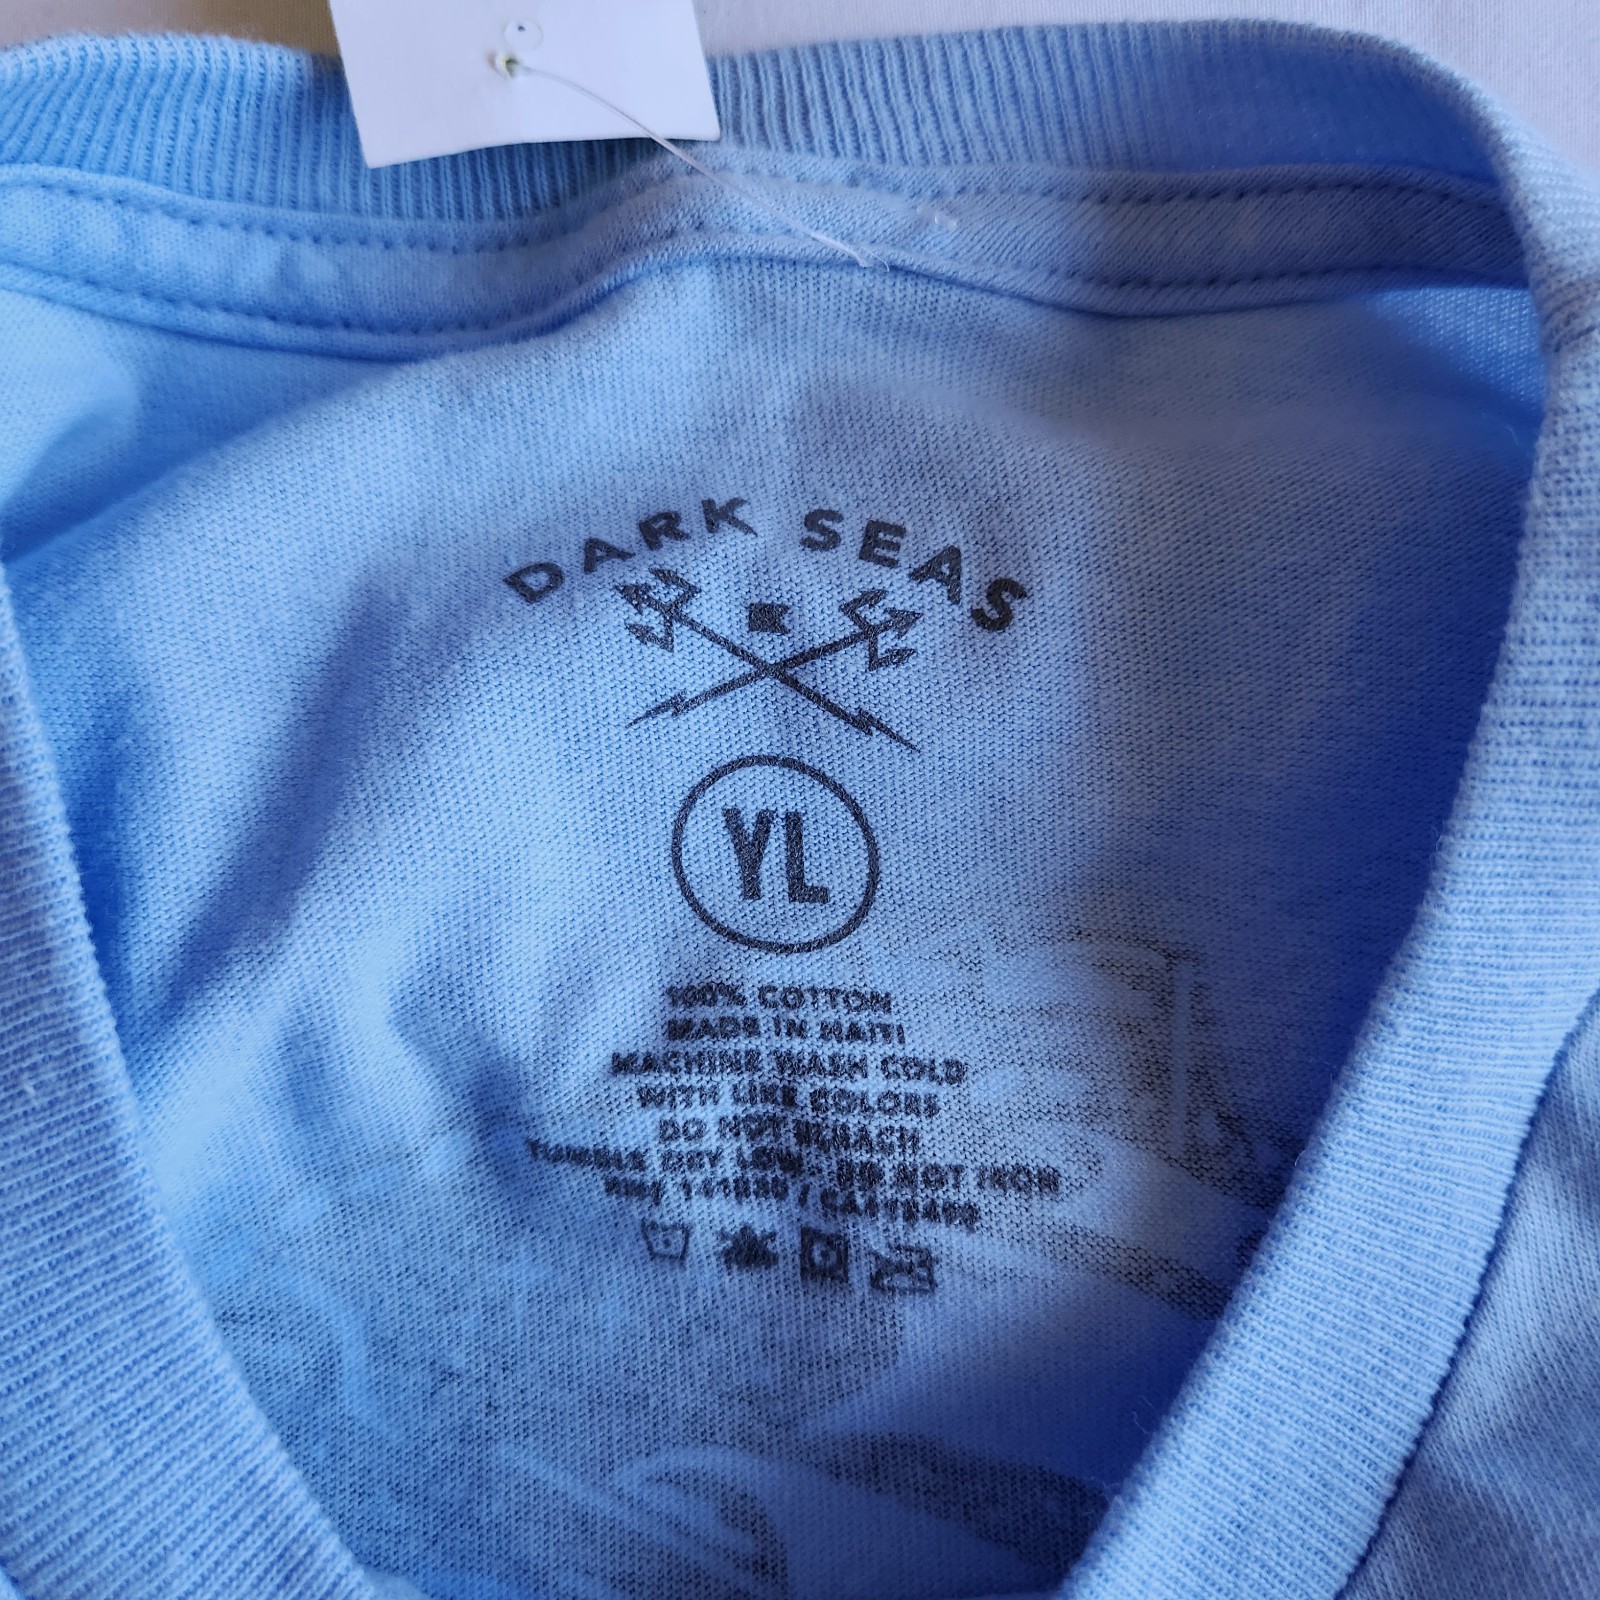 DARK SEAS
YL
100% COTTON
MADE IN HAITI
MACHINE WASH COLD
WITH LIKE COLORS
DO NOT BLEACH
TUMBLE DRY LOW - DO NOT IRON